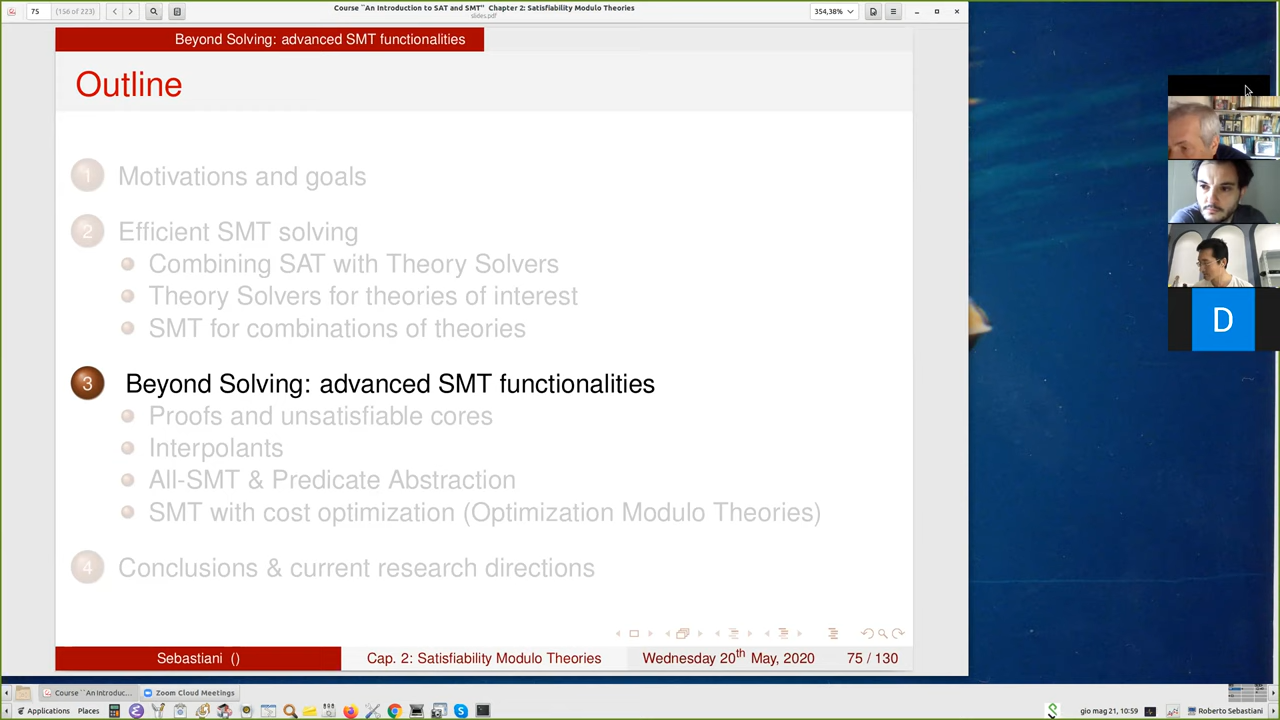 75
(156 of 223)
Course ``An Introduction to SAT and SMT'' Chapter 2: Satisfiability Modulo Theories
slides.pdf
354,38%
Beyond Solving: advanced SMT functionalities
Outline
1 Motivations and goals
2 Efficient SMT solving
Combining SAT with Theory Solvers
Theory Solvers for theories of interest
SMT for combinations of theories
3 Beyond Solving: advanced SMT functionalities
Proofs and unsatisfiable cores
Interpolants
All-SMT & Predicate Abstraction
SMT with cost optimization (Optimization Modulo Theories)
4 Conclusions & current research directions
D
Sebastiani ()
Cap. 2: Satisfiability Modulo Theories
Wednesday 20th May, 2020
75 / 130
Course ``An Introduc...
Zoom Cloud Meetings
Applications
Places
gio mag 21, 10:59
Roberto Sebastiani